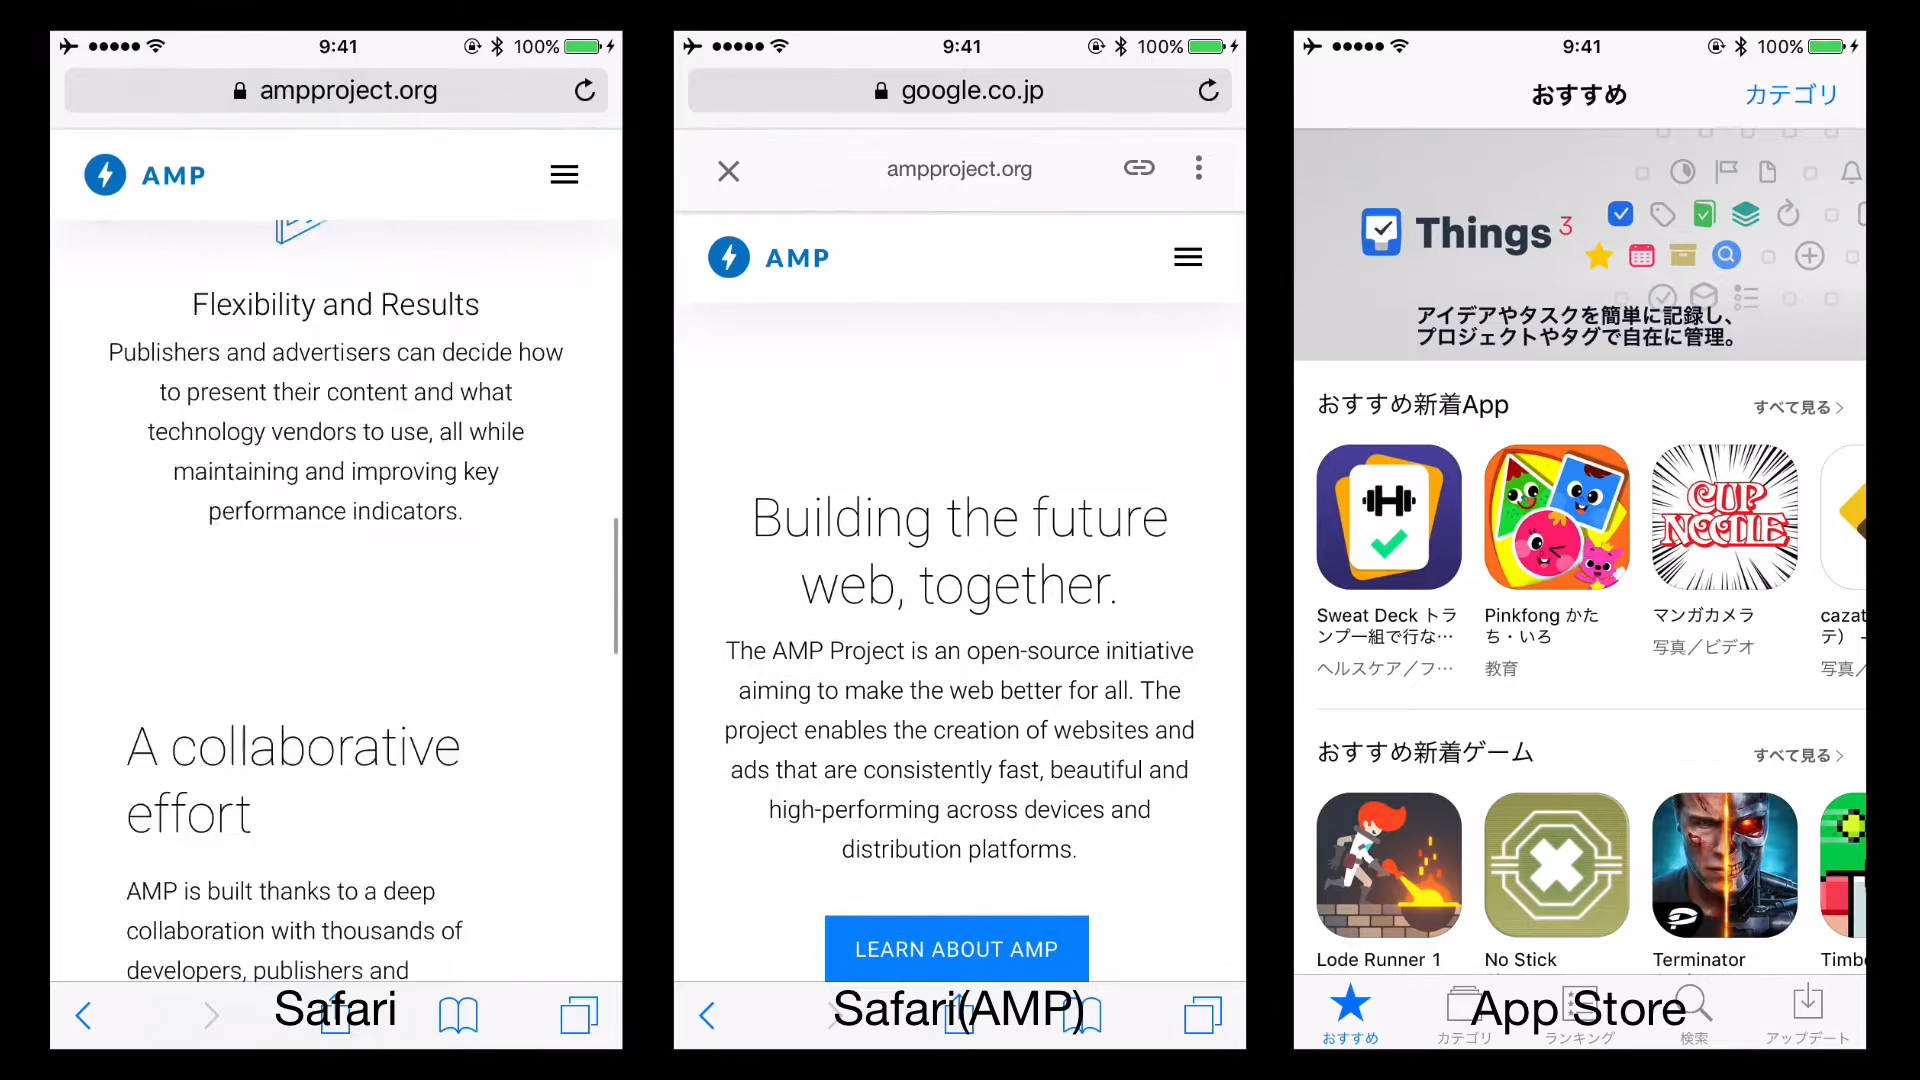 9:41
100%
ampproject.org
AMP
Flexibility and Results
Publishers and advertisers can decide how
to present their content and what
technology vendors to use, all while
maintaining and improving key
performance indicators.
A collaborative
effort
AMP is built thanks to a deep
collaboration with thousands of
developers, publishers and
Safari
9:41
100%
google.co.jp
ampproject.org
AMP
Building the future
web, together.
The AMP Project is an open-source initiative
aiming to make the web better for all. The
project enables the creation of websites and
ads that are consistently fast, beautiful and
high-performing across devices and
distribution platforms.
LEARN ABOUT AMP
Safari(AMP)
9:41
100%
おすすめ
カテゴリ
Things 3
アイデアやタスクを簡単に記録し、
プロジェクトやタグで自在に管理。
おすすめ新着App
すべて見る
CUP
NOODLE
Sweat Deck トラ
ンプ一組で行な…
ヘルスケア／フ…
Pinkfong かた
ち・いろ
教育
マンガカメラ
写真／ビデオ
cazat
テ） -
写真／
おすすめ新着ゲーム
すべて見る
Lode Runner 1
No Stick
Terminator
Timb
App Store
おすすめ
カテゴリ
ランキング
検索
アップデート